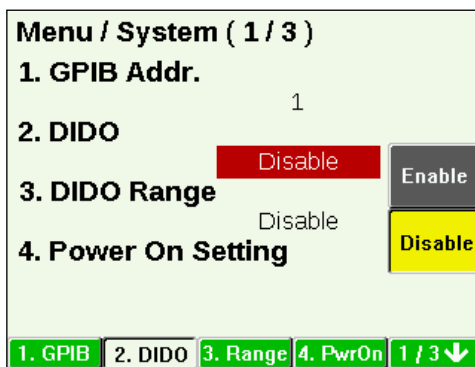 Menu / System ( 1 / 3 )
1. GPIB Addr.
1
2. DIDO
Disable
Enable
3. DIDO Range
Disable
Disable
4. Power On Setting
1. GPIB 2. DIDO 3. Range 4. PwrOn 1 / 3 ↓